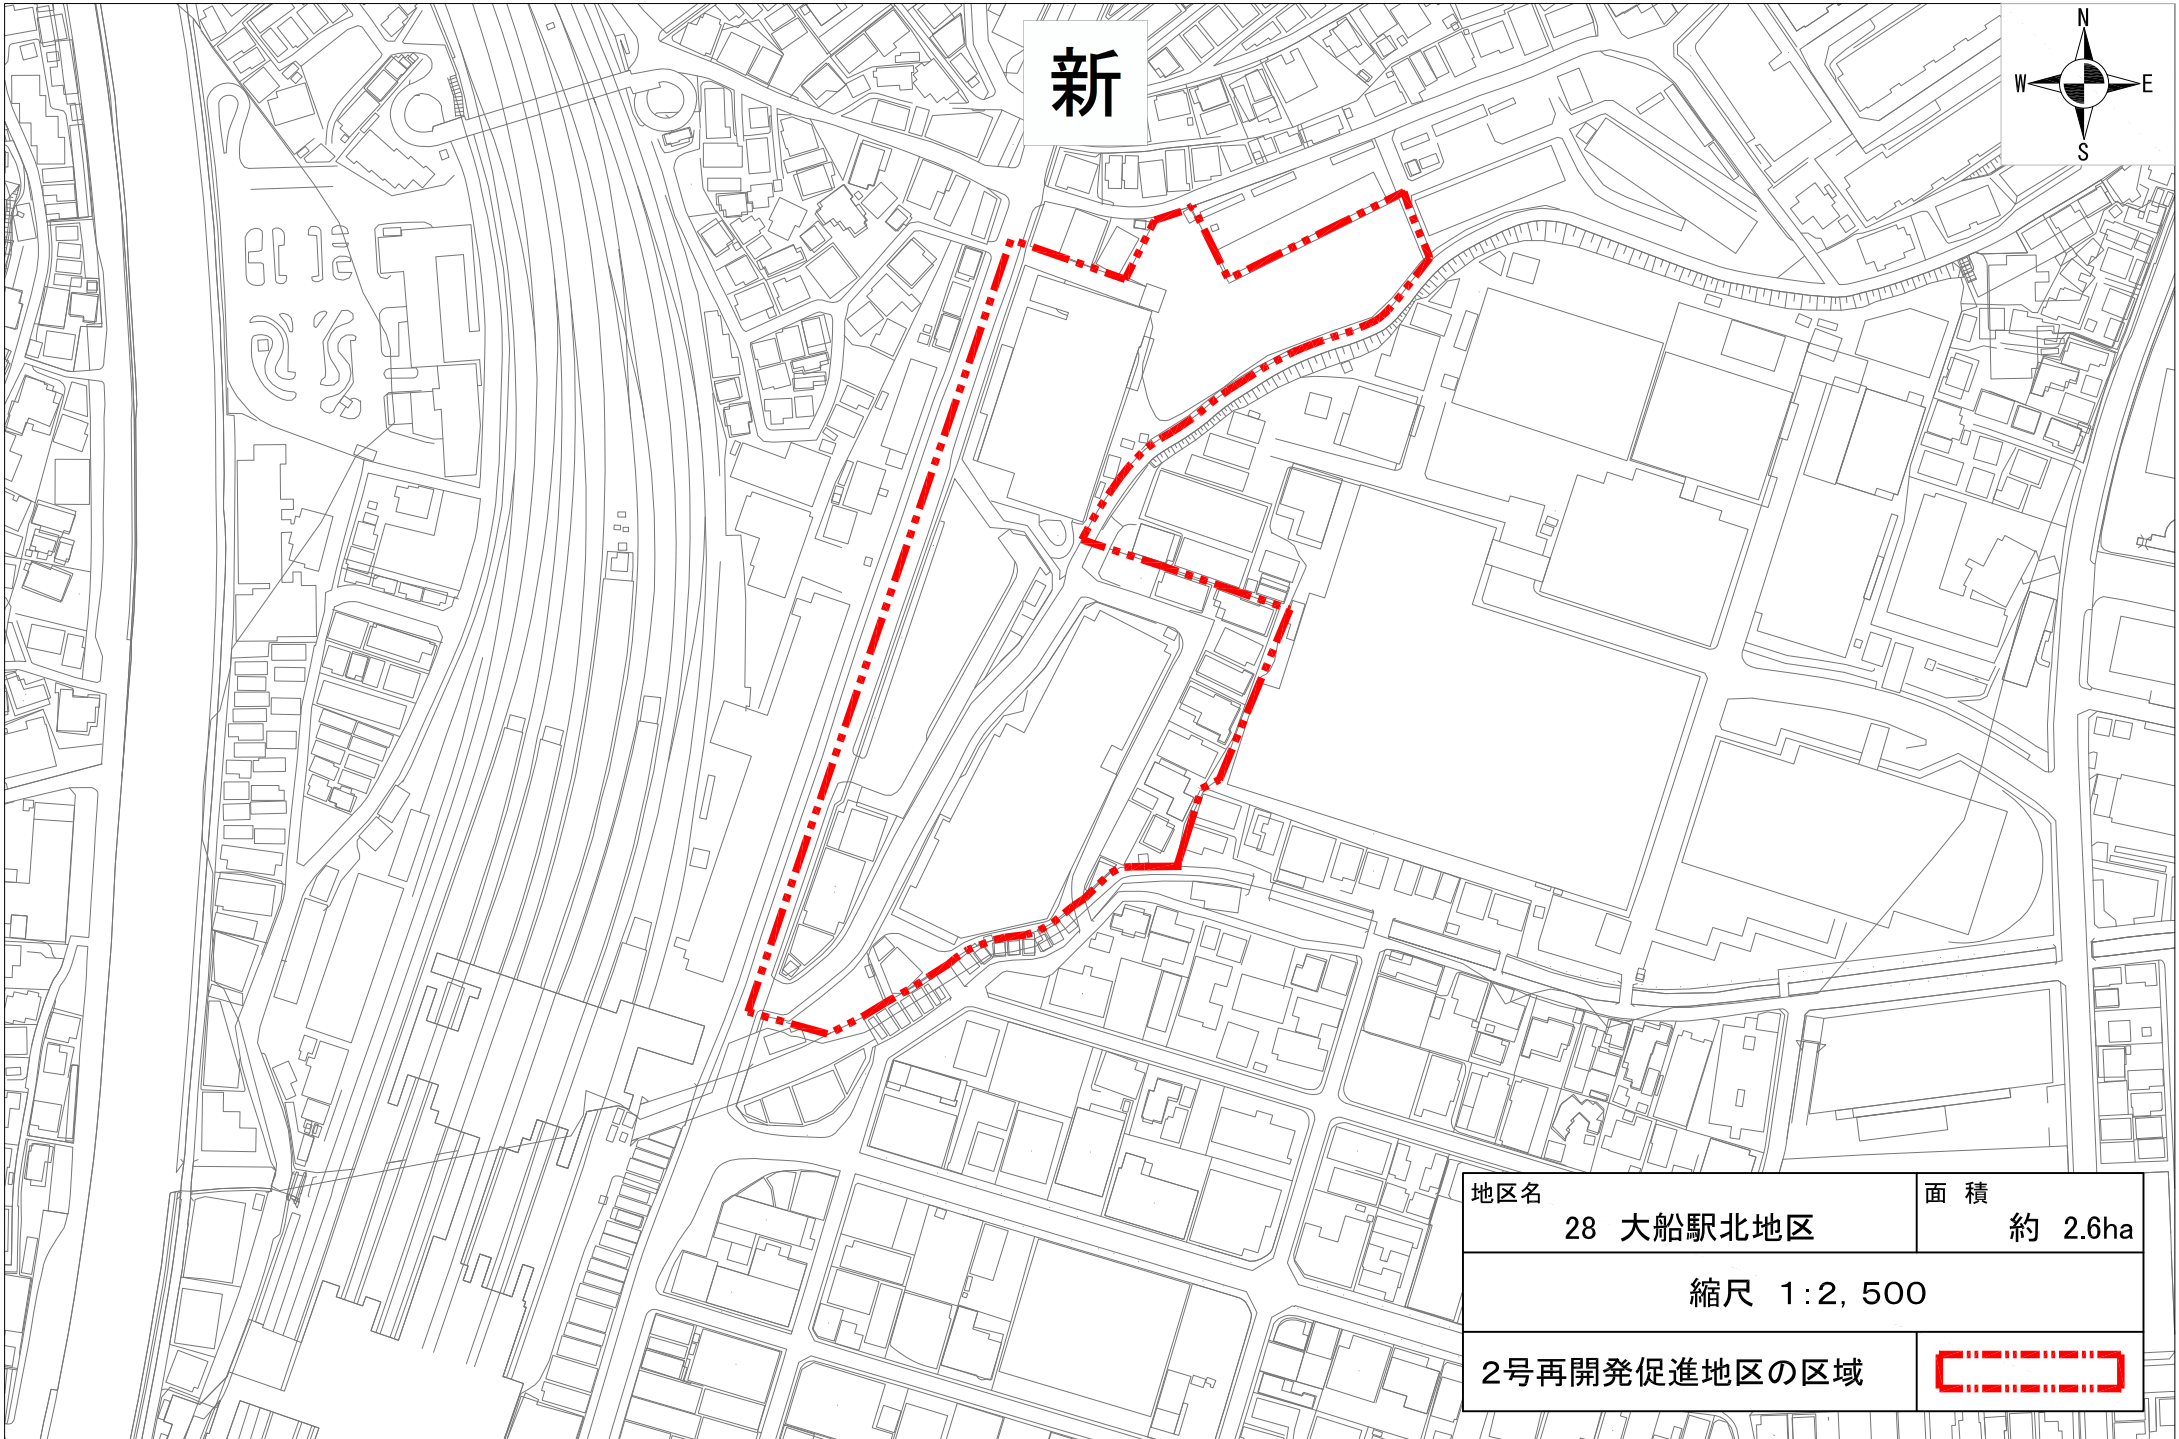 新
N
W E
S
地区名
28 大船駅北地区
面 積
約 2.6ha
縮尺 1:2,500
2号再開発促進地区の区域